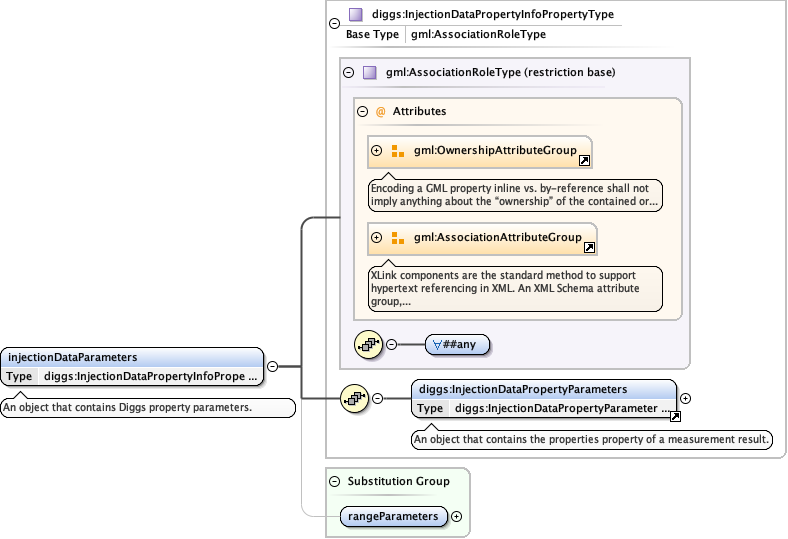 diggs:InjectionDataPropertyInfoPropertyType
Base Type gml:AssociationRoleType
gml:AssociationRoleType (restriction base)
@ Attributes
gml:OwnershipAttributeGroup
Encoding a GML property inline vs. by-reference shall not
imply anything about the “ownership” of the contained or...
gml:AssociationAttributeGroup
XLink components are the standard method to support
hypertext referencing in XML. An XML Schema attribute
group,...
∀##any
injectionDataParameters
Type diggs:InjectionDataPropertyInfoPrope ...
An object that contains Diggs property parameters.
diggs:InjectionDataPropertyParameters
Type diggs:InjectionDataPropertyParameter ...
An object that contains the properties property of a measurement result.
Substitution Group
rangeParameters